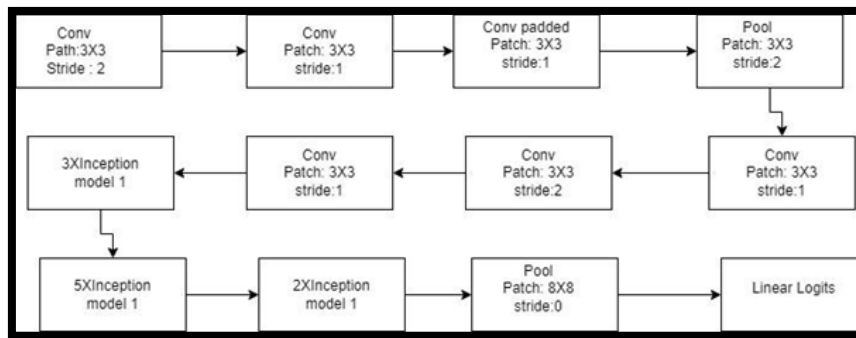 Conv
Path:3X3
Stride : 2
Conv
Patch: 3X3
stride:1
Conv padded
Patch: 3X3
stride:1
Pool
Patch: 3X3
stride:2
Conv
Patch: 3X3
stride:1
Conv
Patch: 3X3
stride:2
Conv
Patch: 3X3
stride:1
3XInception
model 1
5XInception
model 1
2XInception
model 1
Pool
Patch: 8X8
stride:0
Linear Logits